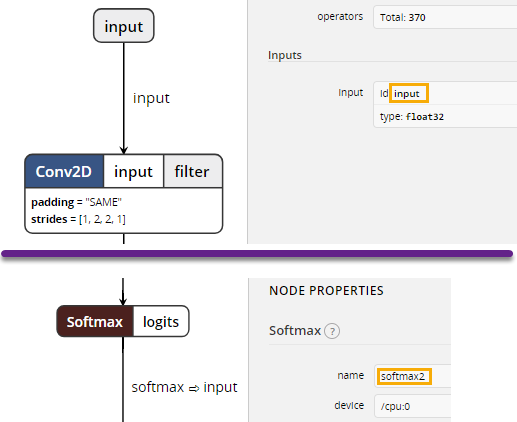 input
operators Total: 370
Inputs
input
input id: input
type: float32
Conv2D input filter
padding = "SAME"
strides = [1, 2, 2, 1]
NODE PROPERTIES
Softmax logits
Softmax ?
softmax ⇨ input
name softmax2
device /cpu:0